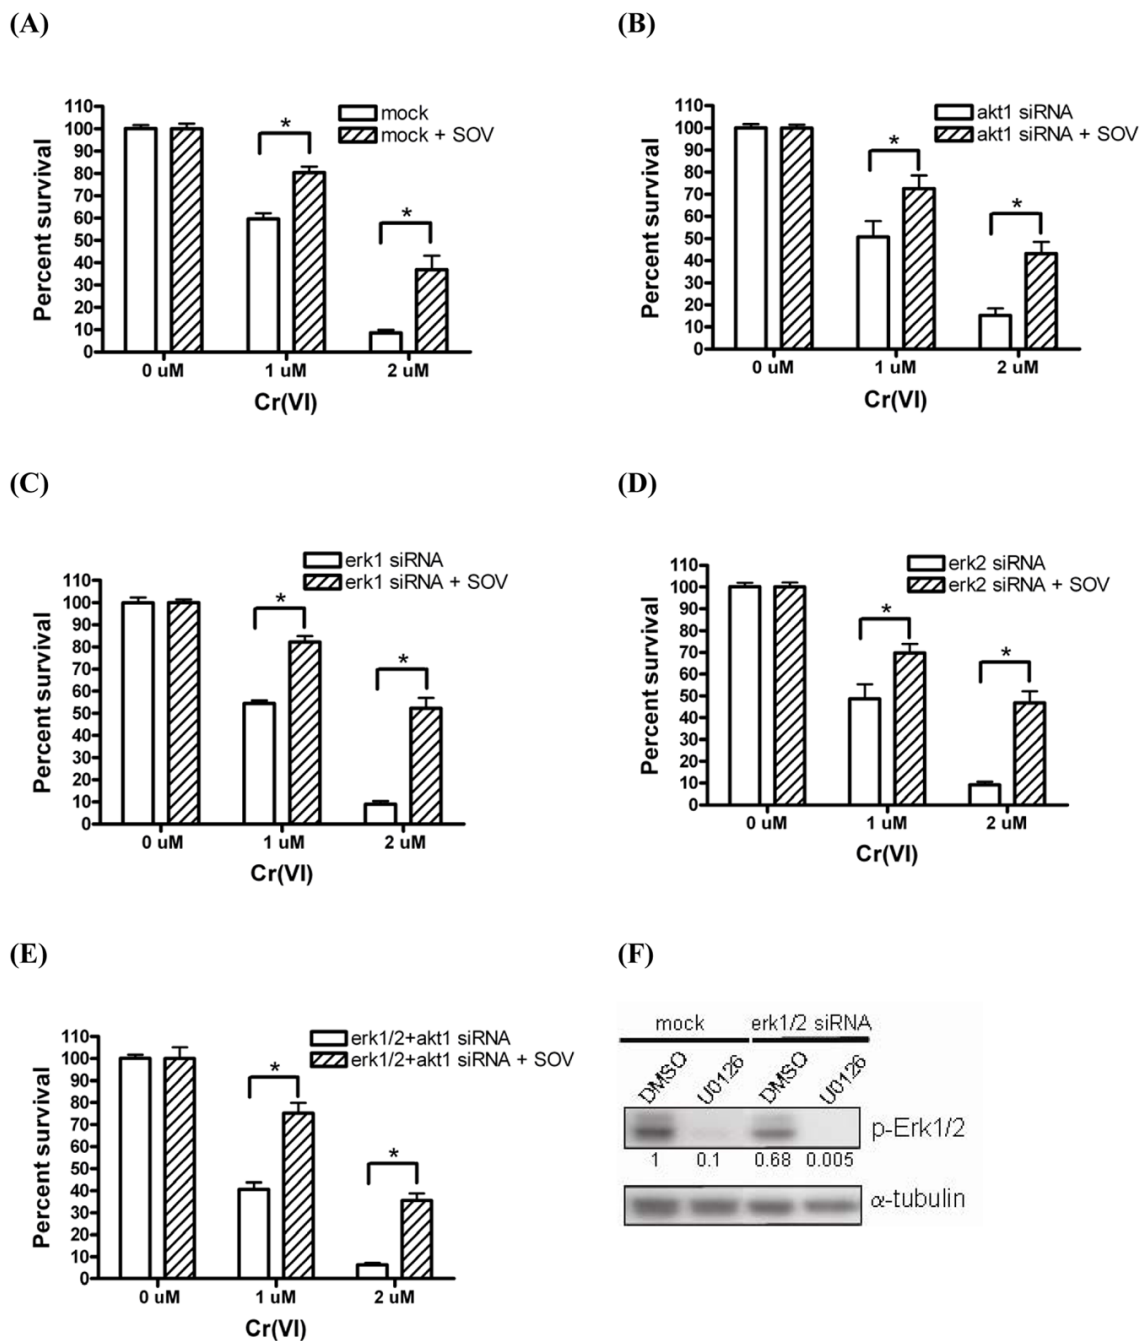 (A)
mock
mock + SOV
110
100
90
80
70
60
50
40
30
20
10
0
Percent survival
*
*
0 uM 1 uM 2 uM
Cr(VI)
(B)
akt1 siRNA
akt1 siRNA + SOV
110
100
90
80
70
60
50
40
30
20
10
0
Percent survival
*
*
0 uM 1 uM 2 uM
Cr(VI)
(C)
erk1 siRNA
erk1 siRNA + SOV
110
100
90
80
70
60
50
40
30
20
10
0
Percent survival
*
*
0 uM 1 uM 2 uM
Cr(VI)
(D)
erk2 siRNA
erk2 siRNA + SOV
110
100
90
80
70
60
50
40
30
20
10
0
Percent survival
*
*
0 uM 1 uM 2 uM
Cr(VI)
(E)
erk1/2+akt1 siRNA
erk1/2+akt1 siRNA + SOV
110
100
90
80
70
60
50
40
30
20
10
0
Percent survival
*
*
0 uM 1 uM 2 uM
Cr(VI)
(F)
mock erk1/2 siRNA
DMSO U0126 DMSO U0126
p-Erk1/2
1 0.1 0.68 0.005
α-tubulin